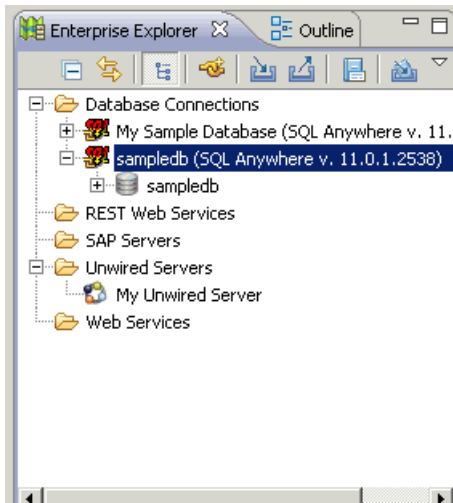 Enterprise Explorer Outline
Database Connections
My Sample Database (SQL Anywhere v. 11.
sampledb (SQL Anywhere v. 11.0.1.2538)
sampledb
REST Web Services
SAP Servers
Unwired Servers
My Unwired Server
Web Services